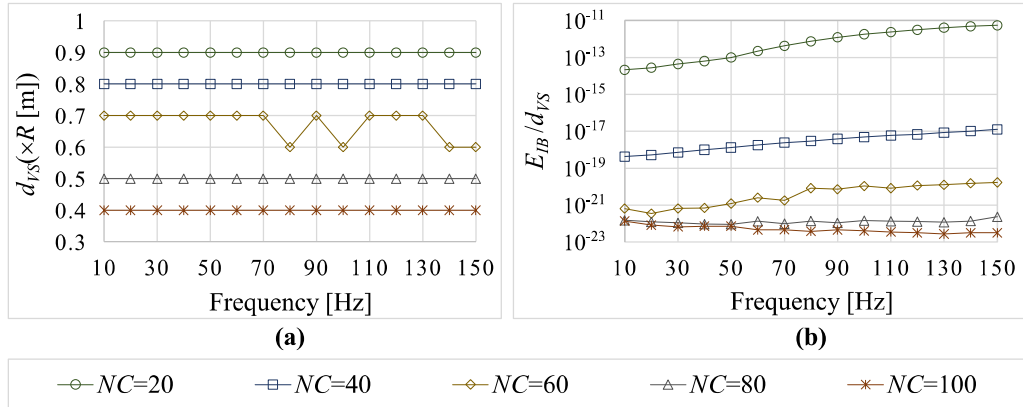 1
0.9
0.8
0.7
0.6
0.5
0.4
0.3
d_VS(×R [m])
10 30 50 70 90 110 130 150
Frequency [Hz]
(a)
10⁻¹¹
10⁻¹³
10⁻¹⁵
10⁻¹⁷
10⁻¹⁹
10⁻²¹
10⁻²³
E_IB/d_VS
10 30 50 70 90 110 130 150
Frequency [Hz]
(b)
NC=20 NC=40 NC=60 NC=80 NC=100